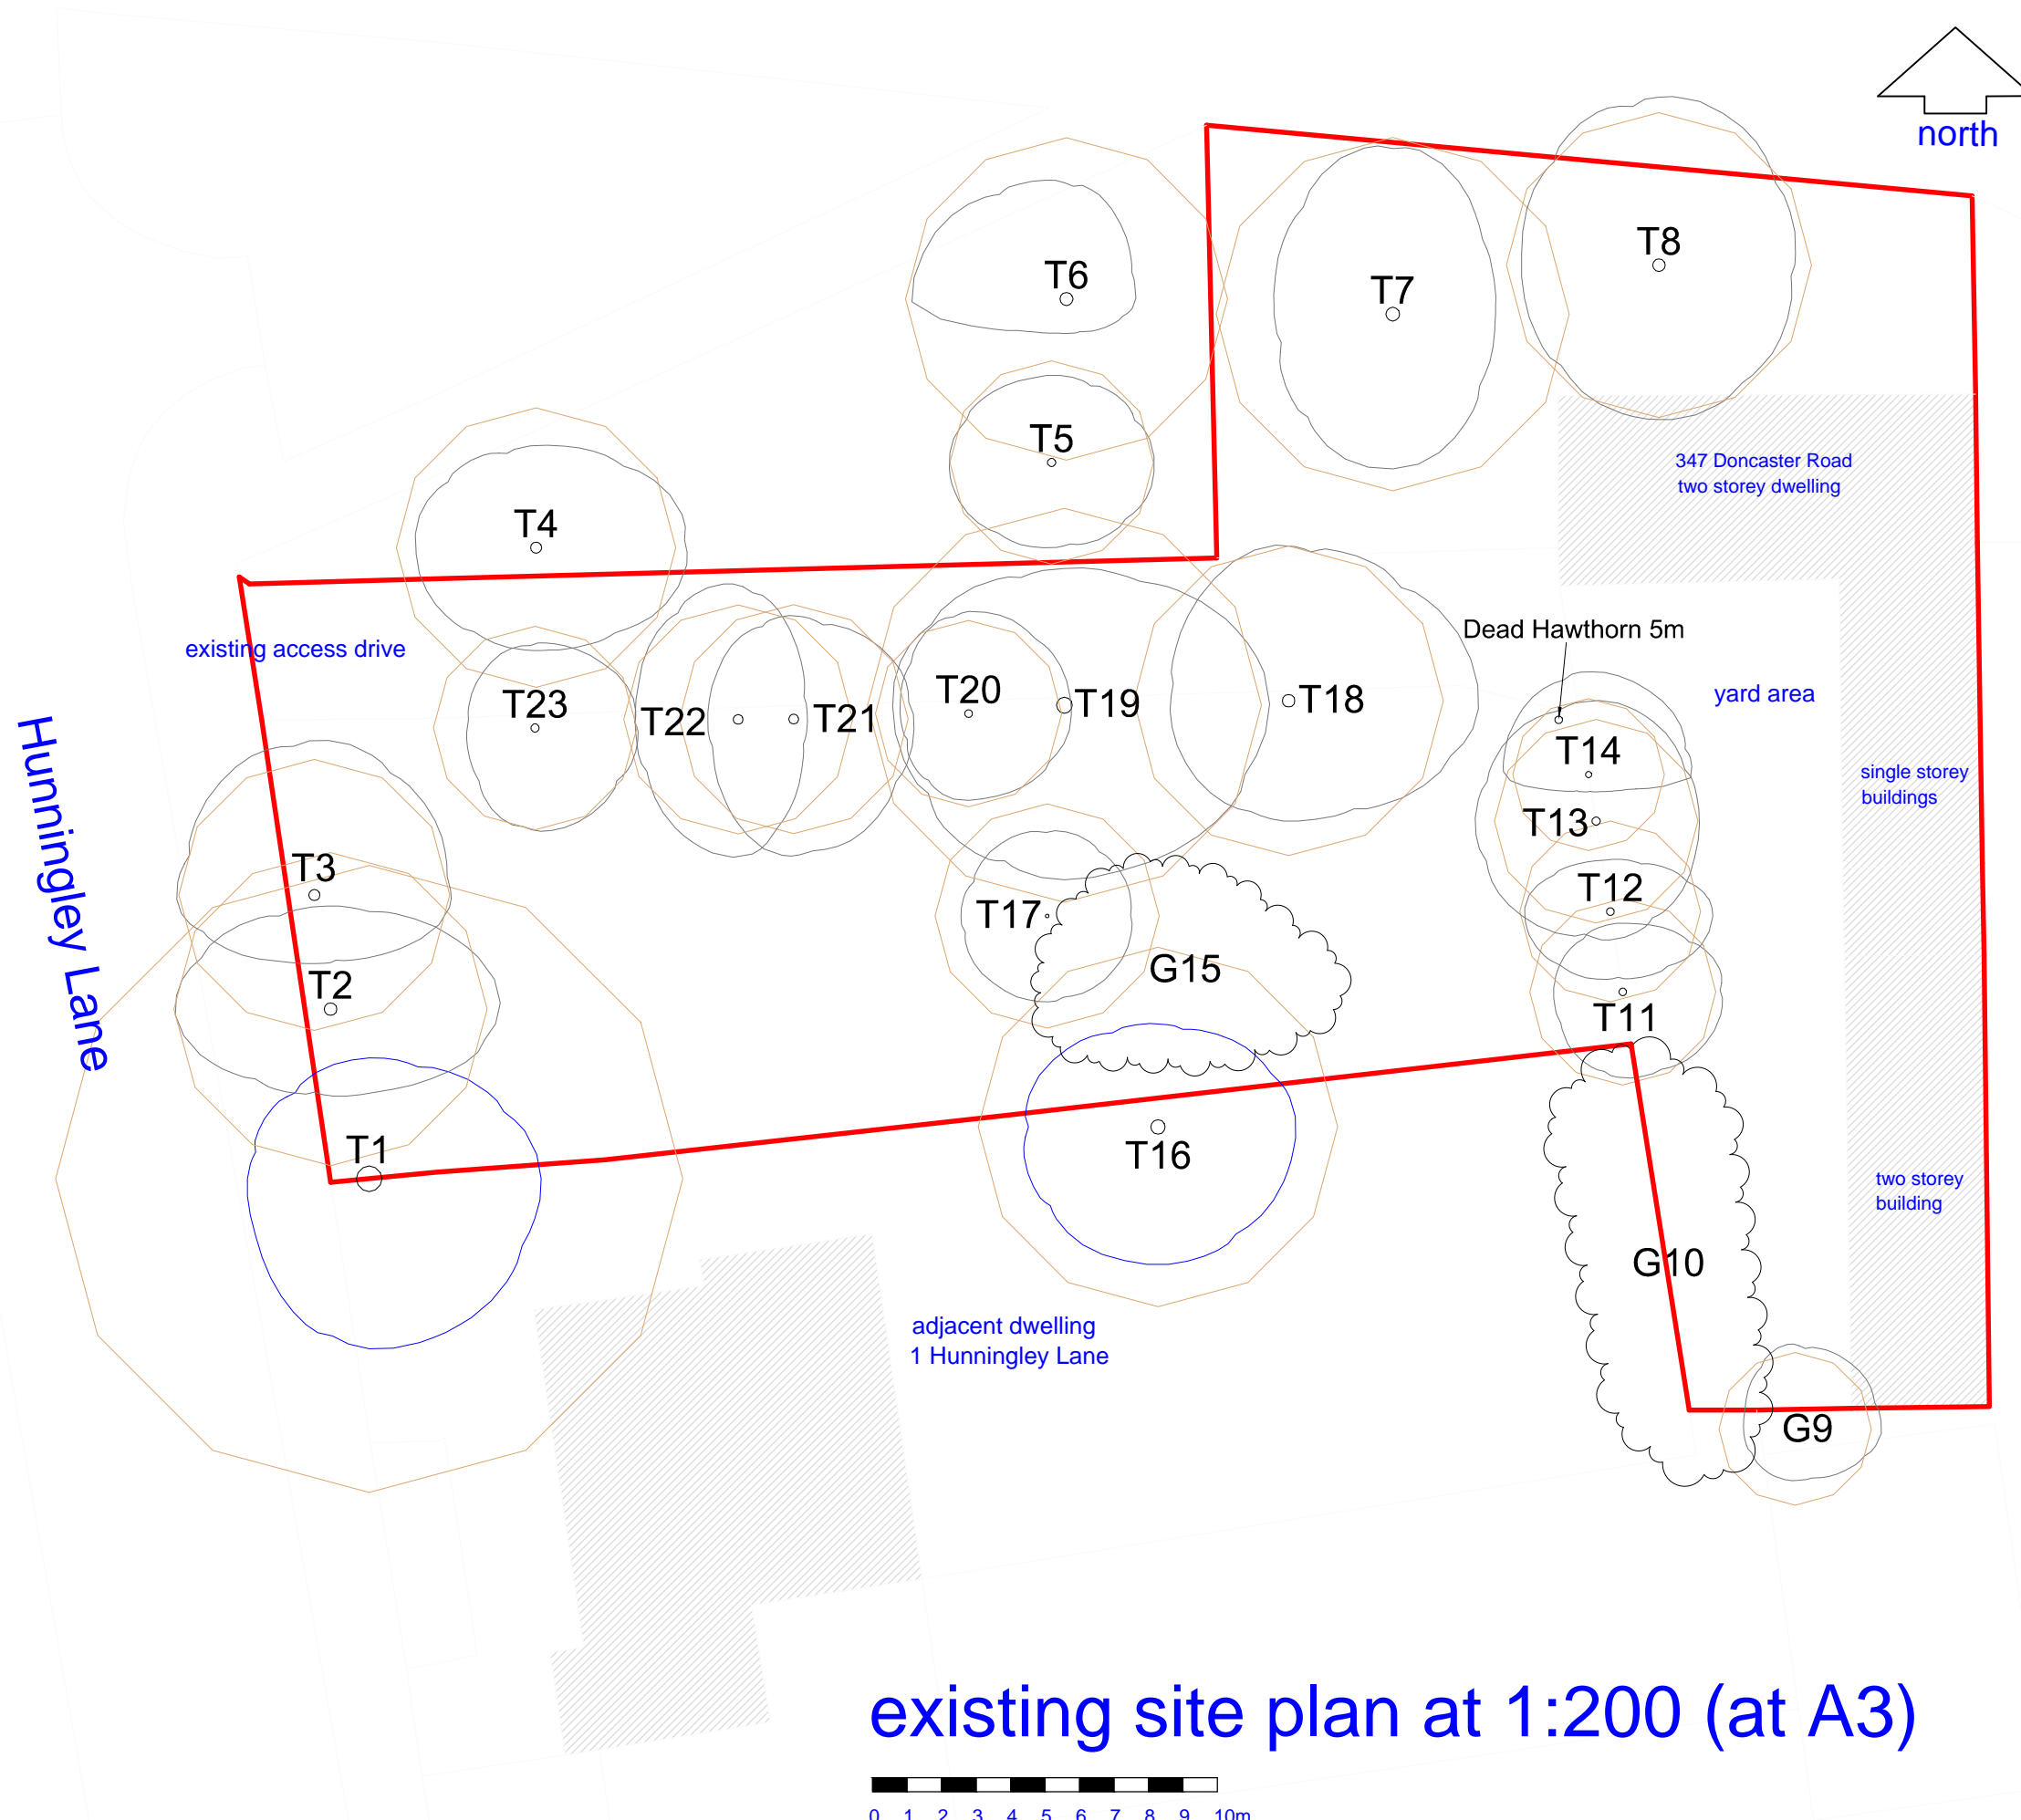 north
T8
T6
T7
T5
347 Doncaster Road
two storey dwelling
T4
Dead Hawthorn 5m
existing access drive
T23
T22
T21
T20
T19
T18
yard area
T14
Hunningley Lane
single storey
buildings
T13
T3
T12
T17
G15
T2
T11
T1
T16
two storey
building
G10
adjacent dwelling
1 Hunningley Lane
G9
existing site plan at 1:200 (at A3)
0 1 2 3 4 5 6 7 8 9 10m